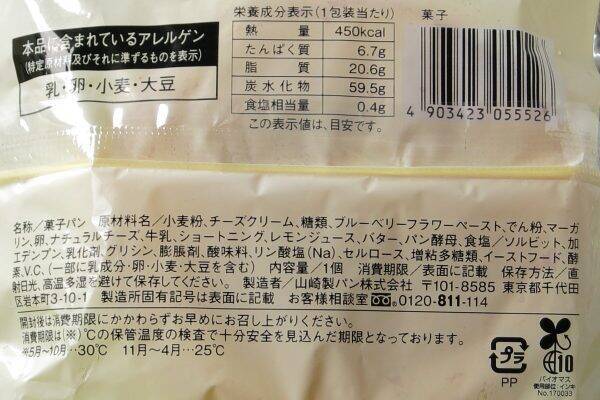 本品に含まれているアレルゲン
(特定原材料及びそれに準ずるものを表示)
乳・卵・小麦・大豆
栄養成分表示(1包装当たり)
熱量 450kcal
たんぱく質 6.7g
脂質 20.6g
炭水化物 59.5g
食塩相当量 0.4g
この表示値は、目安です。
菓子
4 903423 055526
名称/菓子パン 原材料名/小麦粉、チーズクリーム、糖類、ブルーベリーフラワーペースト、でん粉、マーガ
リン、卵、ナチュラルチーズ、牛乳、ショートニング、レモンジュース、バター、パン酵母、食塩/ソルビット、加
工デンプン、乳化剤、グリシン、膨脹剤、酸味料、リン酸塩(Na)、セルロース、増粘多糖類、イーストフード、酵
素、V.C、(一部に乳成分・卵・小麦・大豆を含む) 内容量/1個 消費期限/表面に記載 保存方法/直
射日光、高温多湿を避けて保存してください。 製造者/山崎製パン株式会社 〒101-8585 東京都千代田
区岩本町3-10-1 製造所固有記号は表面に記載 お客様相談室 0120-811-114
開封後は消費期限にかかわらずお早めにお召し上がりください。
消費期限は(※)℃の保管温度の検査で十分安全を見込んだ期限となっております。
※5月~10月…30℃ 11月~4月…25℃
プラ
PP
10
バイオマス
使用部位:インキ
No.170033